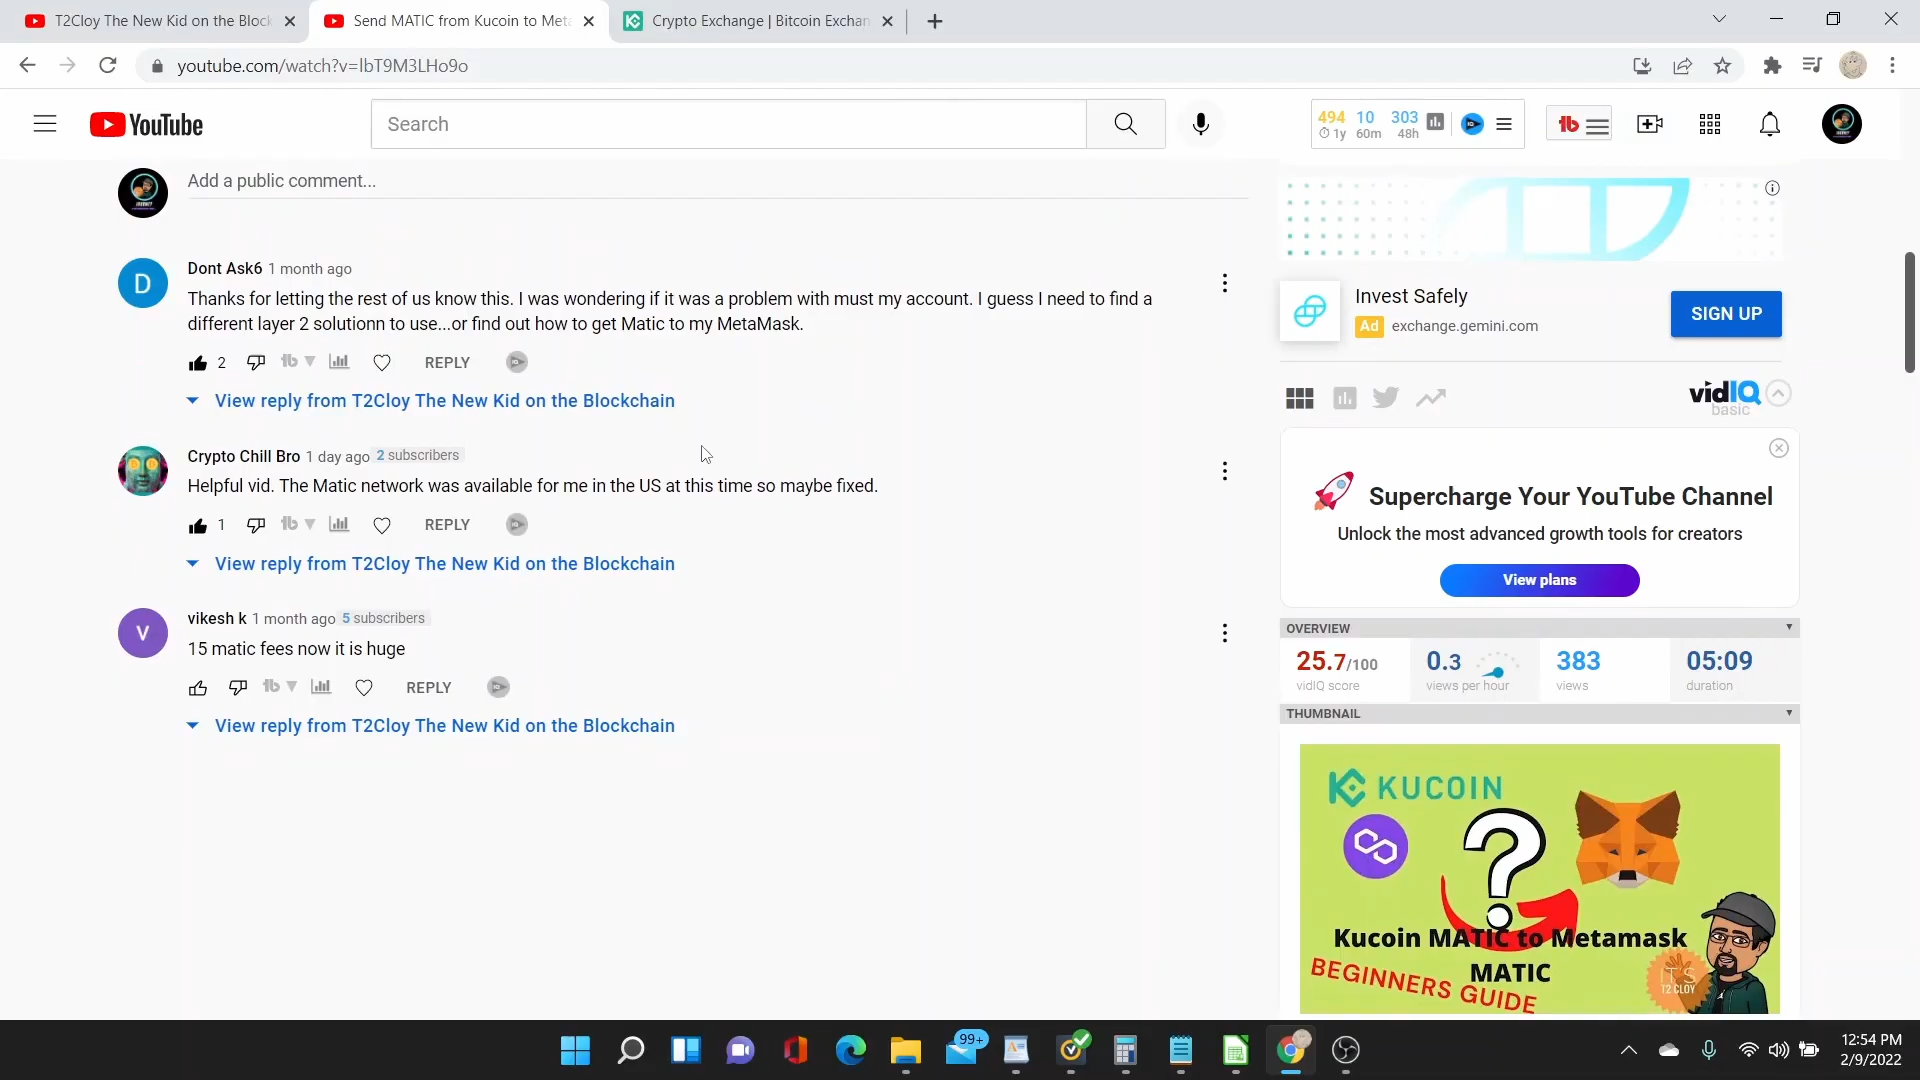 T2Cloy The New Kid on the Block
Send MATIC from Kucoin to Meta
Crypto Exchange | Bitcoin Exchan
youtube.com/watch?v=lbT9M3LHo9o
YouTube
Search
494 10 303
1y 60m 48h
Add a public comment...
Dont Ask6 1 month ago
Thanks for letting the rest of us know this. I was wondering if it was a problem with must my account. I guess I need to find a
different layer 2 solutionn to use...or find out how to get Matic to my MetaMask.
2 REPLY
View reply from T2Cloy The New Kid on the Blockchain
Crypto Chill Bro 1 day ago 2 subscribers
Helpful vid. The Matic network was available for me in the US at this time so maybe fixed.
1 REPLY
View reply from T2Cloy The New Kid on the Blockchain
V
vikesh k 1 month ago 5 subscribers
15 matic fees now it is huge
REPLY
View reply from T2Cloy The New Kid on the Blockchain
Invest Safely
Ad exchange.gemini.com
SIGN UP
vidIQ
basic
Supercharge Your YouTube Channel
Unlock the most advanced growth tools for creators
View plans
OVERVIEW
25.7/100 0.3 383 05:09
vidIQ score views per hour views duration
THUMBNAIL
KUCOIN
?
Kucoin MATIC to Metamask
MATIC
BEGINNERS GUIDE
IT'S
T2 CLOY
99+
12:54 PM
2/9/2022